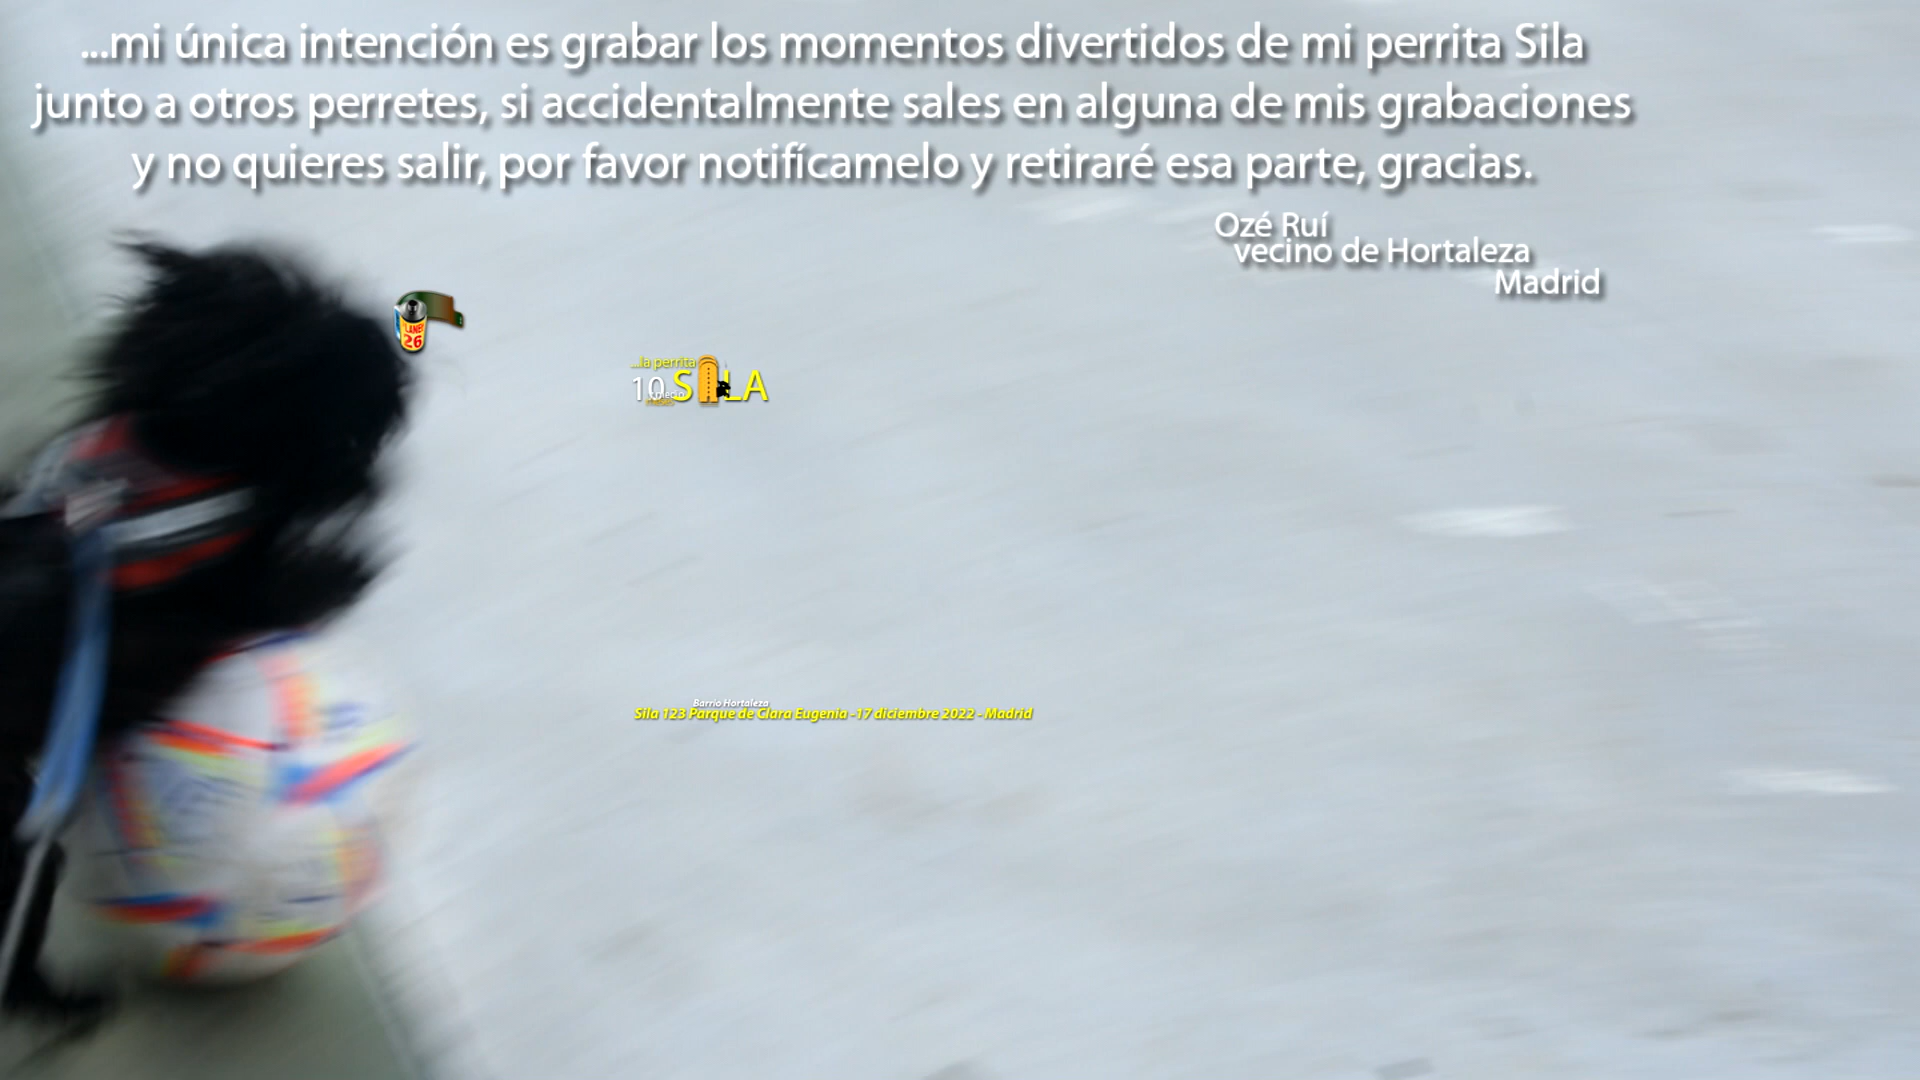 ...mi única intención es grabar los momentos divertidos de mi perrita Sila
junto a otros perretes, si accidentalmente sales en alguna de mis grabaciones
y no quieres salir, por favor notifícamelo y retiraré esa parte, gracias.
Ozé Ruí
vecino de Hortaleza
Madrid
26
...la perrita
10 SILA
Barrio Hortaleza
Sila 123 Parque de Clara Eugenia -17 diciembre 2022 - Madrid